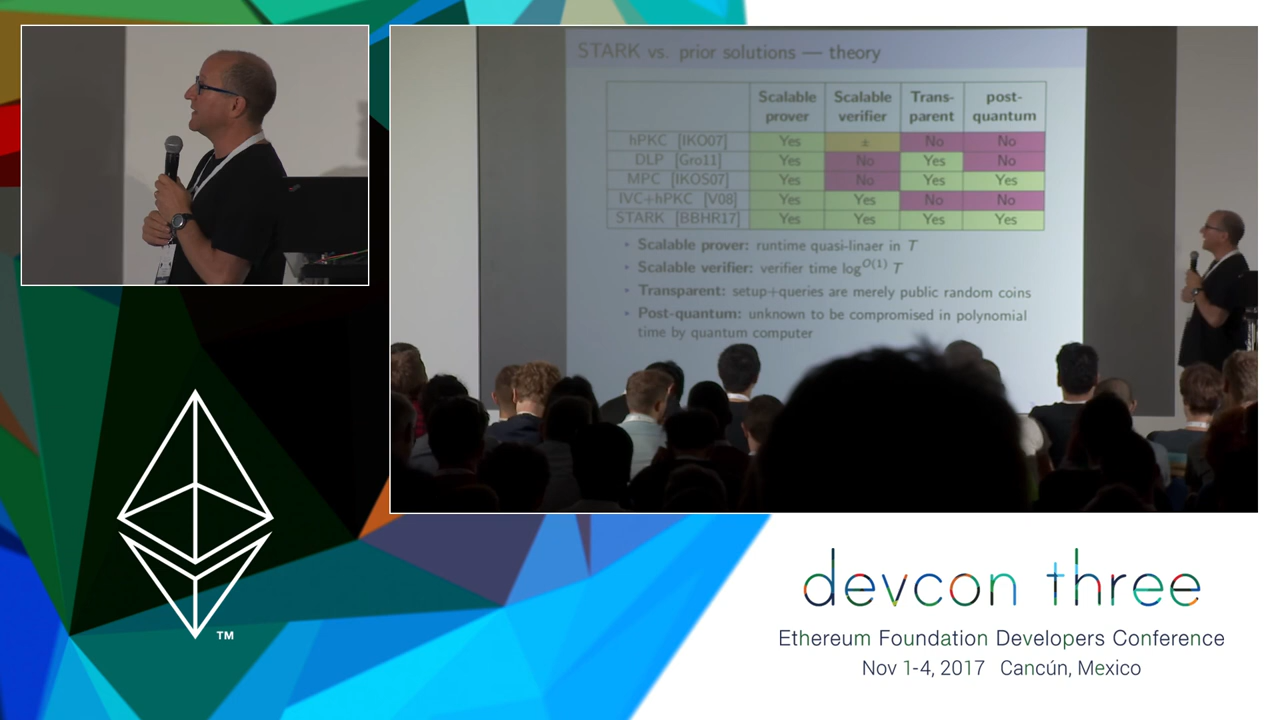 STARK vs. prior solutions — theory
Scalable prover Scalable verifier Trans-parent post-quantum
hPKC [IKO07] Yes ± No No
DLP [Gro11] Yes No Yes No
MPC [IKOS07] Yes No Yes Yes
IVC+hPKC [V08] Yes Yes No No
STARK [BBHR17] Yes Yes Yes Yes
• Scalable prover: runtime quasi-linaer in T
• Scalable verifier: verifier time log^O(1) T
• Transparent: setup+queries are merely public random coins
• Post-quantum: unknown to be compromised in polynomial
time by quantum computer
TM
devcon three
Ethereum Foundation Developers Conference
Nov 1-4, 2017 Cancún, Mexico